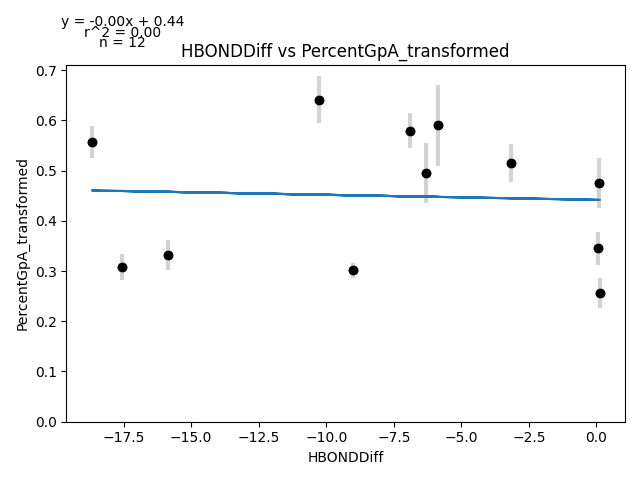 y = -0.00x + 0.44
r^2 = 0.00
n = 12
HBONDDiff vs PercentGpA_transformed
PercentGpA_transformed
0.7
0.6
0.5
0.4
0.3
0.2
0.1
0.0
−17.5 −15.0 −12.5 −10.0 −7.5 −5.0 −2.5 0.0
HBONDDiff